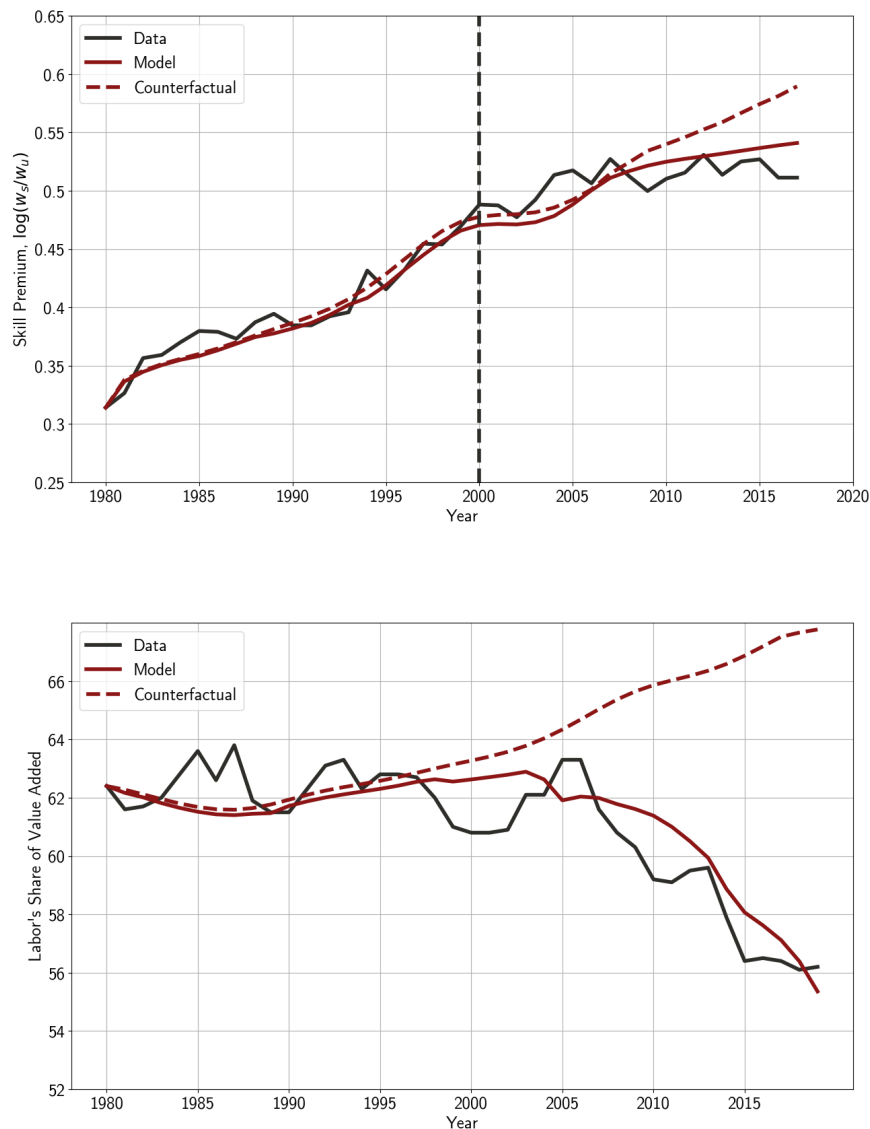 0.65
0.6
0.55
0.5
0.45
0.4
0.35
0.3
0.25
Skill Premium, log(w_s/w_u)
Data
Model
Counterfactual
1980 1985 1990 1995 2000 2005 2010 2015 2020
Year
66
64
62
60
58
56
54
52
Labor's Share of Value Added
Data
Model
Counterfactual
1980 1985 1990 1995 2000 2005 2010 2015
Year